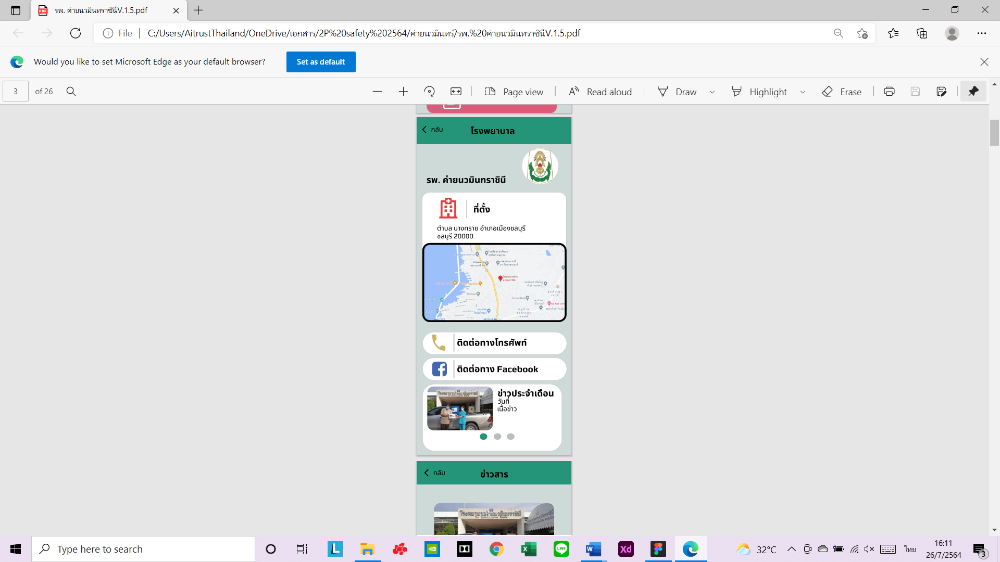 รพ. ค่ายนวมินทราชินีV.1.5.pdf
File
C:/Users/AitrustThailand/OneDrive/เอกสาร/2P%20safety%202564/ค่ายนวมินทร์/รพ.%20ค่ายนวมินทราชินีV.1.5.pdf
Would you like to set Microsoft Edge as your default browser?
Set as default
3 of 26
Page view
Read aloud
Draw
Highlight
Erase
กลับ โรงพยาบาล
รพ. ค่ายนวมินทราชินี
ที่ตั้ง
ตำบล บางทราย อำเภอเมืองชลบุรี
ชลบุรี 20000
ติดต่อทางโทรศัพท์
ติดต่อทาง Facebook
ข่าวประจำเดือน
วันที่
เนื้อข่าว
กลับ ข่าวสาร
Type here to search
32°C
ไทย
16:11
26/7/2564
3